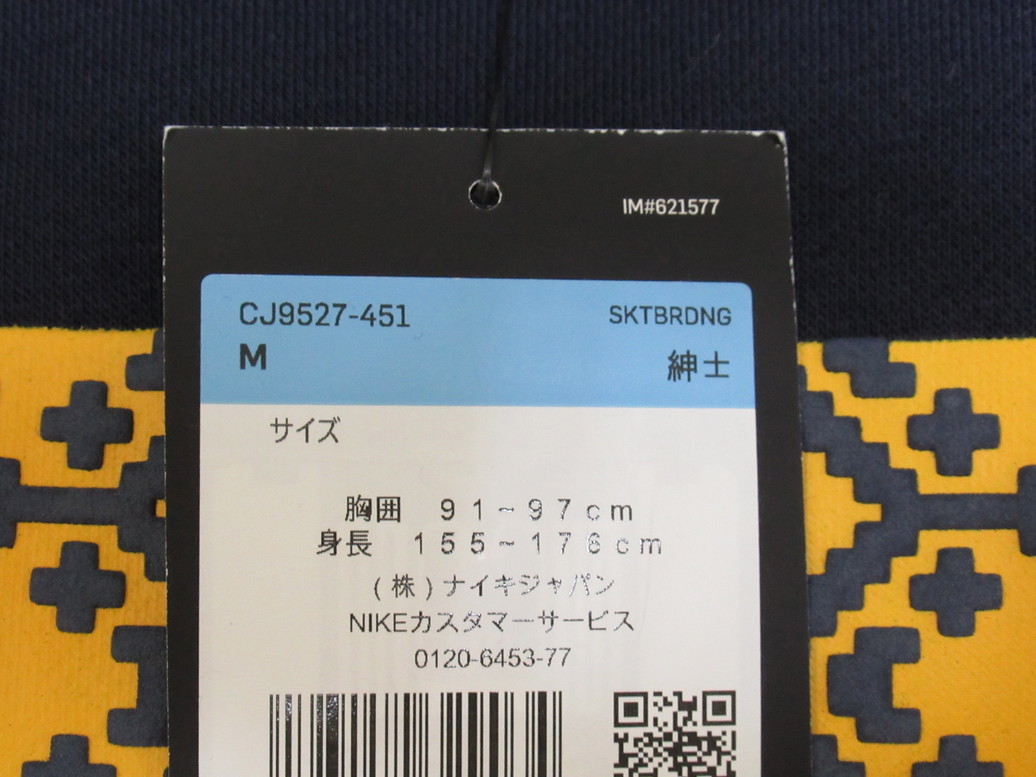 IM#621577
CJ9527-451 SKTBRDNG
M 紳士
サイズ
胸囲 91~97cm
身長 155~176cm
(株)ナイキジャパン
NIKEカスタマーサービス
0120-6453-77